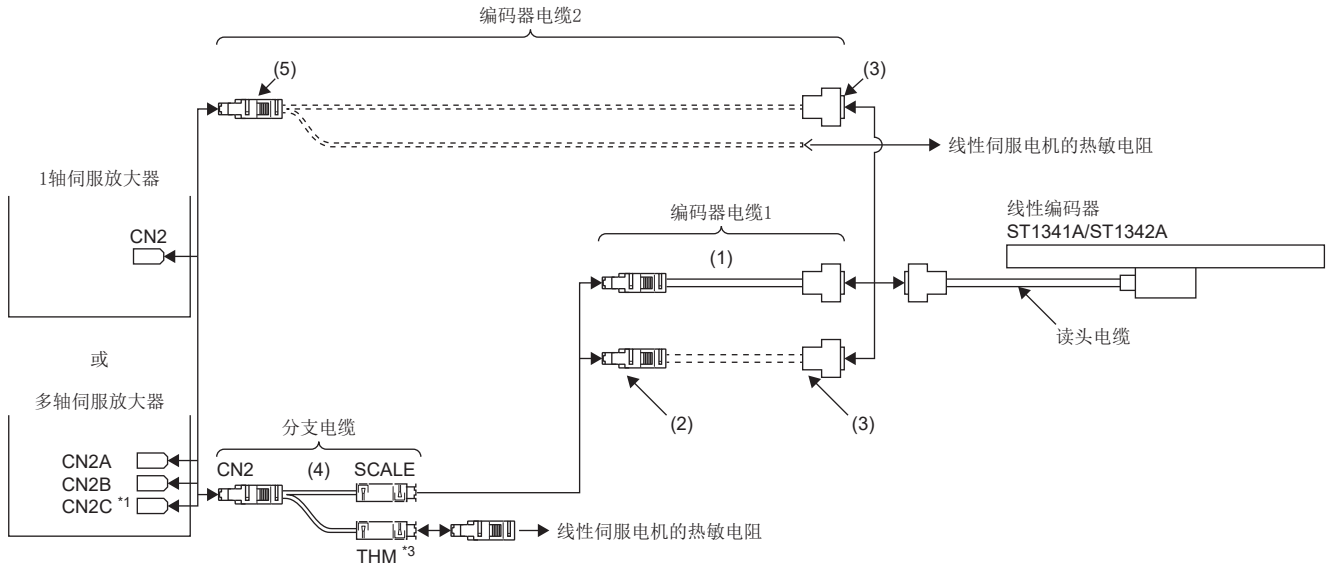 编码器电缆2
(5)
(3)
线性伺服电机的热敏电阻
1轴伺服放大器
CN2
编码器电缆1
(1)
线性编码器
ST1341A/ST1342A
读头电缆
或
(2)
(3)
多轴伺服放大器
CN2A
CN2B
CN2C *1
分支电缆
CN2
(4)
SCALE
THM *3
线性伺服电机的热敏电阻